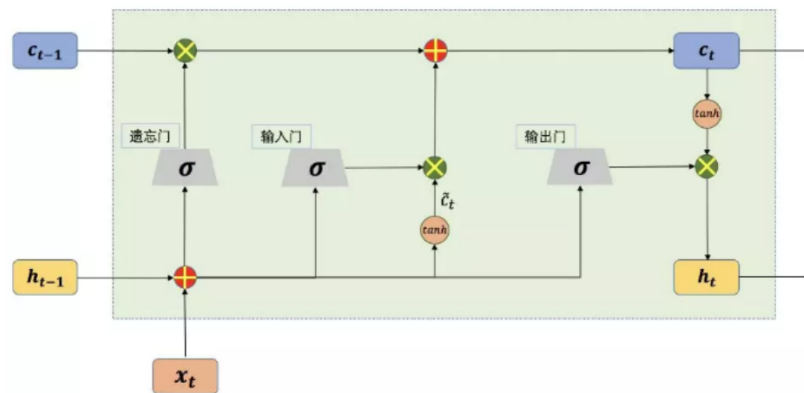 c_{t-1}
c_t
tanh
遗忘门
输入门
输出门
σ
σ
σ
C̃_t
tanh
h_{t-1}
h_t
x_t